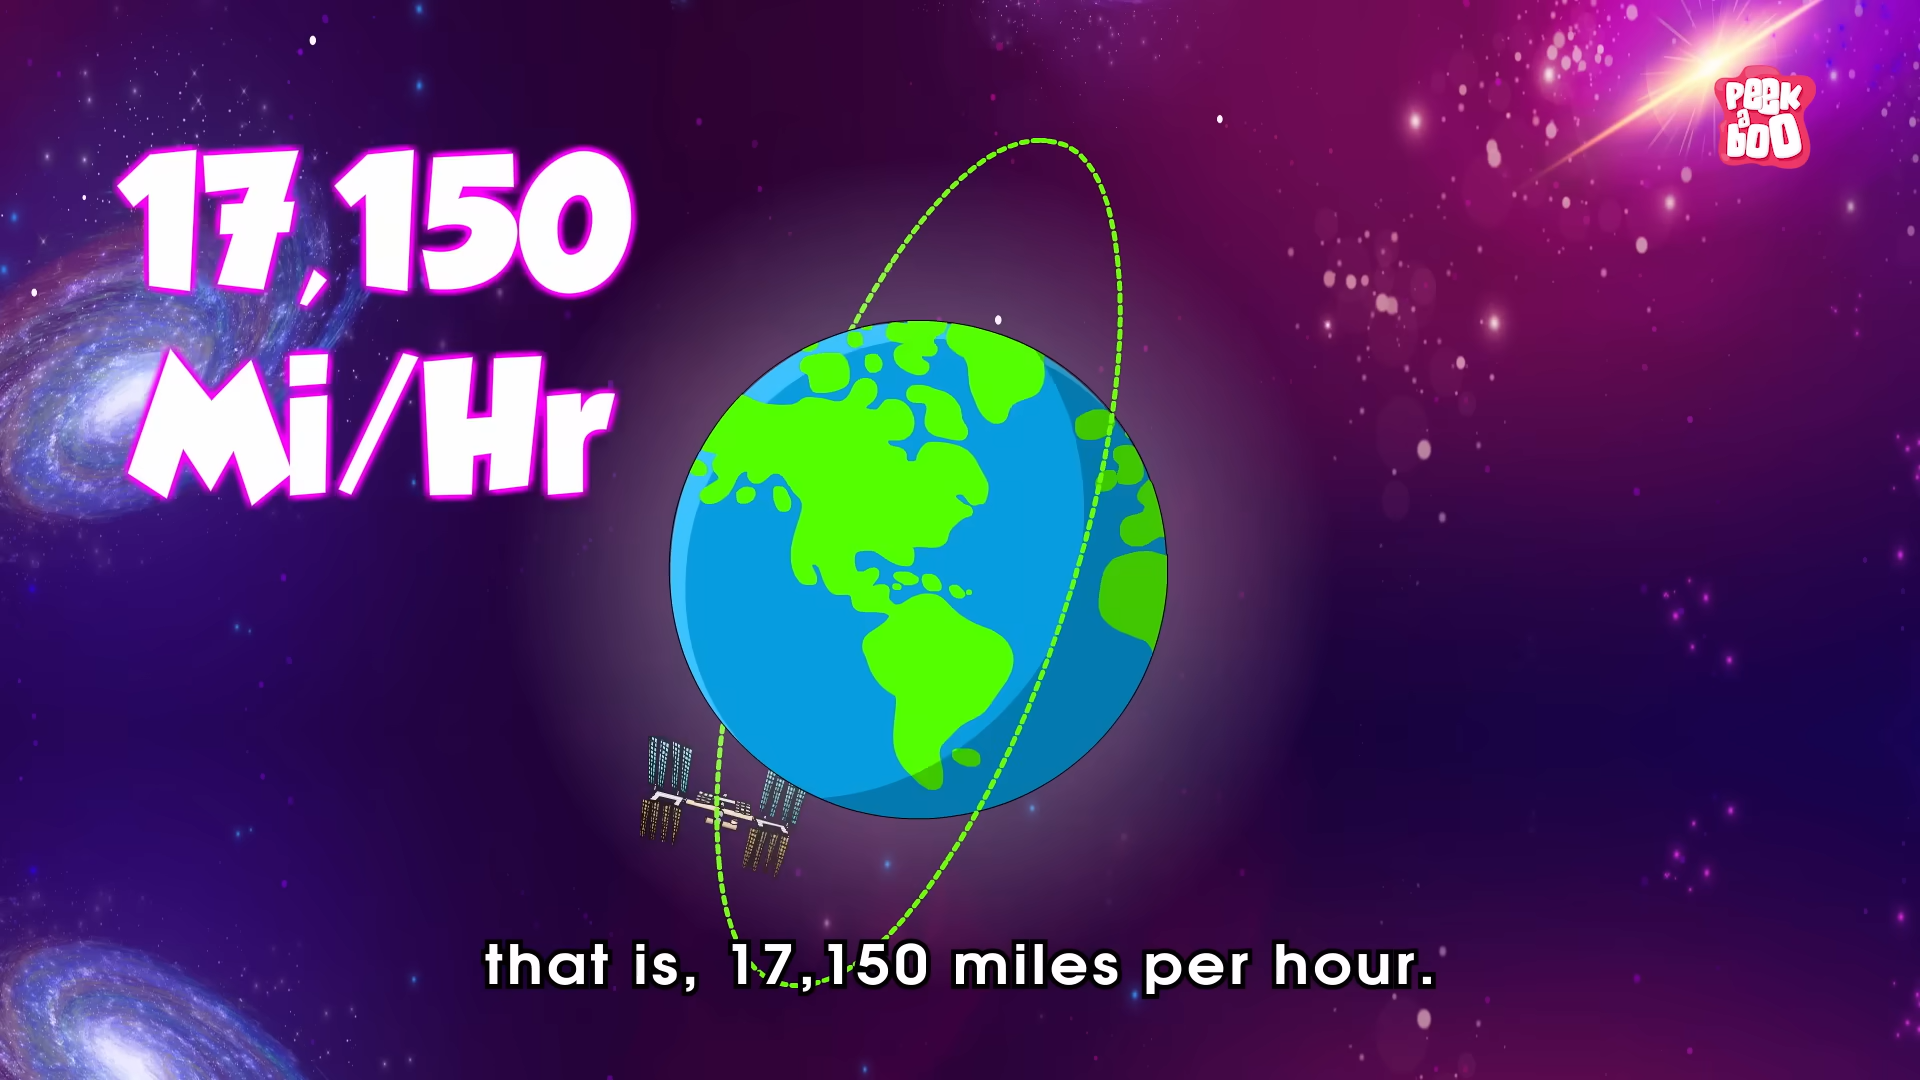 17,150
Mi/Hr
Peek
a
boo
that is, 17,150 miles per hour.